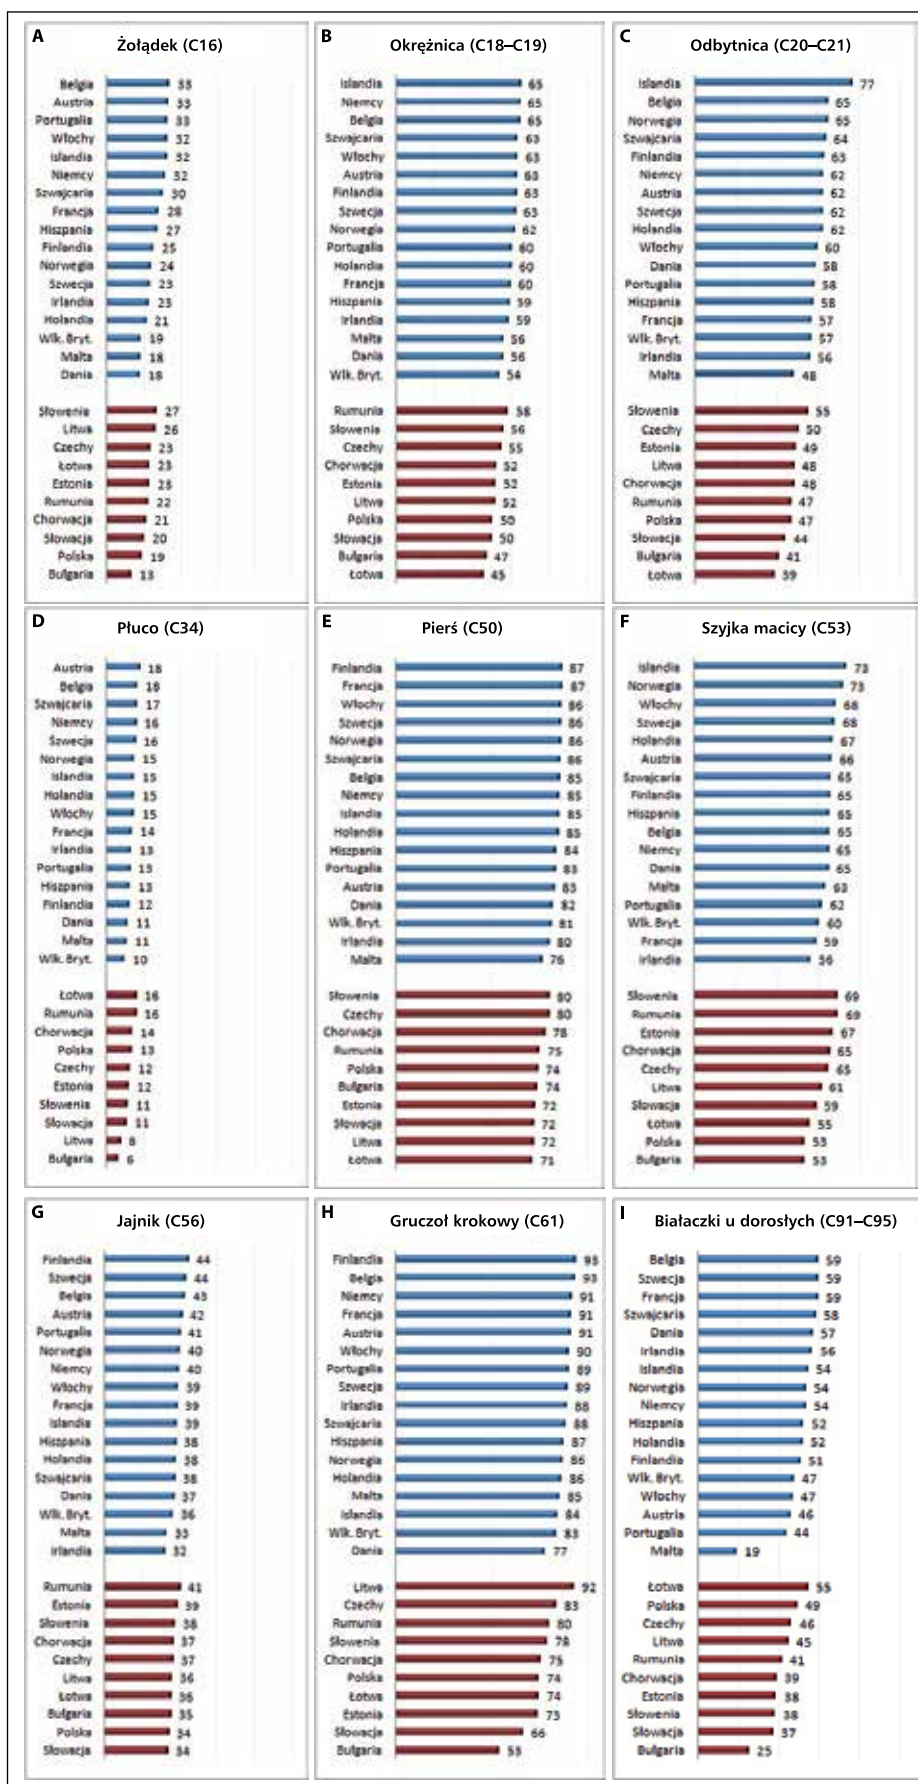 A
Żołądek (C16)
Belgia 33
Austria 33
Portugalia 33
Włochy 32
Islandia 32
Niemcy 32
Szwajcaria 30
Francja 28
Hiszpania 27
Finlandia 25
Norwegia 24
Szwecja 23
Irlandia 23
Holandia 21
Wlk. Bryt. 19
Malta 18
Dania 18
Słowenia 27
Litwa 26
Czechy 23
Łotwa 23
Estonia 23
Rumunia 22
Chorwacja 21
Słowacja 20
Polska 19
Bułgaria 13
B
Okrężnica (C18–C19)
Islandia 65
Niemcy 65
Belgia 65
Szwajcaria 63
Włochy 63
Austria 63
Finlandia 63
Szwecja 63
Norwegia 62
Portugalia 60
Holandia 60
Francja 60
Hiszpania 59
Irlandia 59
Malta 56
Dania 56
Wlk. Bryt. 54
Rumunia 58
Słowenia 56
Czechy 55
Chorwacja 52
Estonia 52
Litwa 52
Polska 50
Słowacja 50
Bułgaria 47
Łotwa 45
C
Odbytnica (C20–C21)
Islandia 77
Belgia 65
Norwegia 65
Szwajcaria 64
Finlandia 63
Niemcy 62
Austria 62
Szwecja 62
Holandia 62
Włochy 60
Dania 58
Portugalia 58
Hiszpania 58
Francja 57
Wlk. Bryt. 57
Irlandia 56
Malta 48
Słowenia 55
Czechy 50
Estonia 49
Litwa 48
Chorwacja 48
Rumunia 47
Polska 47
Słowacja 44
Bułgaria 41
Łotwa 39
D
Płuco (C34)
Austria 18
Belgia 18
Szwajcaria 17
Niemcy 16
Szwecja 16
Norwegia 15
Islandia 15
Holandia 15
Włochy 15
Francja 14
Irlandia 13
Portugalia 13
Hiszpania 13
Finlandia 12
Dania 11
Malta 11
Wlk. Bryt. 10
Łotwa 16
Rumunia 16
Chorwacja 14
Polska 13
Czechy 12
Estonia 12
Słowenia 11
Słowacja 11
Litwa 8
Bułgaria 6
E
Pierś (C50)
Finlandia 87
Francja 87
Włochy 86
Szwecja 86
Norwegia 86
Szwajcaria 86
Belgia 85
Niemcy 85
Islandia 85
Holandia 85
Hiszpania 84
Portugalia 83
Austria 83
Dania 82
Wlk. Bryt. 81
Irlandia 80
Malta 76
Słowenia 80
Czechy 80
Chorwacja 78
Rumunia 75
Polska 74
Bułgaria 74
Estonia 72
Słowacja 72
Litwa 72
Łotwa 71
F
Szyjka macicy (C53)
Islandia 73
Norwegia 73
Włochy 68
Szwecja 68
Holandia 67
Austria 66
Szwajcaria 65
Finlandia 65
Hiszpania 65
Belgia 65
Niemcy 65
Dania 65
Malta 63
Portugalia 62
Wlk. Bryt. 60
Francja 59
Irlandia 56
Słowenia 69
Rumunia 69
Estonia 67
Chorwacja 65
Czechy 65
Litwa 61
Słowacja 59
Łotwa 55
Polska 53
Bułgaria 53
G
Jajnik (C56)
Finlandia 44
Szwecja 44
Belgia 43
Austria 42
Portugalia 41
Norwegia 40
Niemcy 40
Włochy 39
Francja 39
Islandia 39
Hiszpania 38
Holandia 38
Szwajcaria 38
Dania 37
Wlk. Bryt. 36
Malta 33
Irlandia 32
Rumunia 41
Estonia 39
Słowenia 38
Chorwacja 37
Czechy 37
Litwa 36
Łotwa 36
Bułgaria 35
Polska 34
Słowacja 34
H
Gruczoł krokowy (C61)
Finlandia 93
Belgia 93
Niemcy 91
Francja 91
Austria 91
Włochy 90
Portugalia 89
Szwecja 89
Irlandia 88
Szwajcaria 88
Hiszpania 87
Norwegia 86
Holandia 86
Malta 85
Islandia 84
Wlk. Bryt. 83
Dania 77
Litwa 92
Czechy 83
Rumunia 80
Słowenia 78
Chorwacja 75
Polska 74
Łotwa 74
Estonia 73
Słowacja 66
Bułgaria 53
I
Białaczki u dorosłych (C91–C95)
Belgia 59
Szwecja 59
Francja 59
Szwajcaria 58
Dania 57
Irlandia 56
Islandia 54
Norwegia 54
Niemcy 54
Hiszpania 52
Holandia 52
Finlandia 51
Wlk. Bryt. 47
Włochy 47
Austria 46
Portugalia 44
Malta 19
Łotwa 55
Polska 49
Czechy 46
Litwa 45
Rumunia 41
Chorwacja 39
Estonia 38
Słowenia 38
Słowacja 37
Bułgaria 25